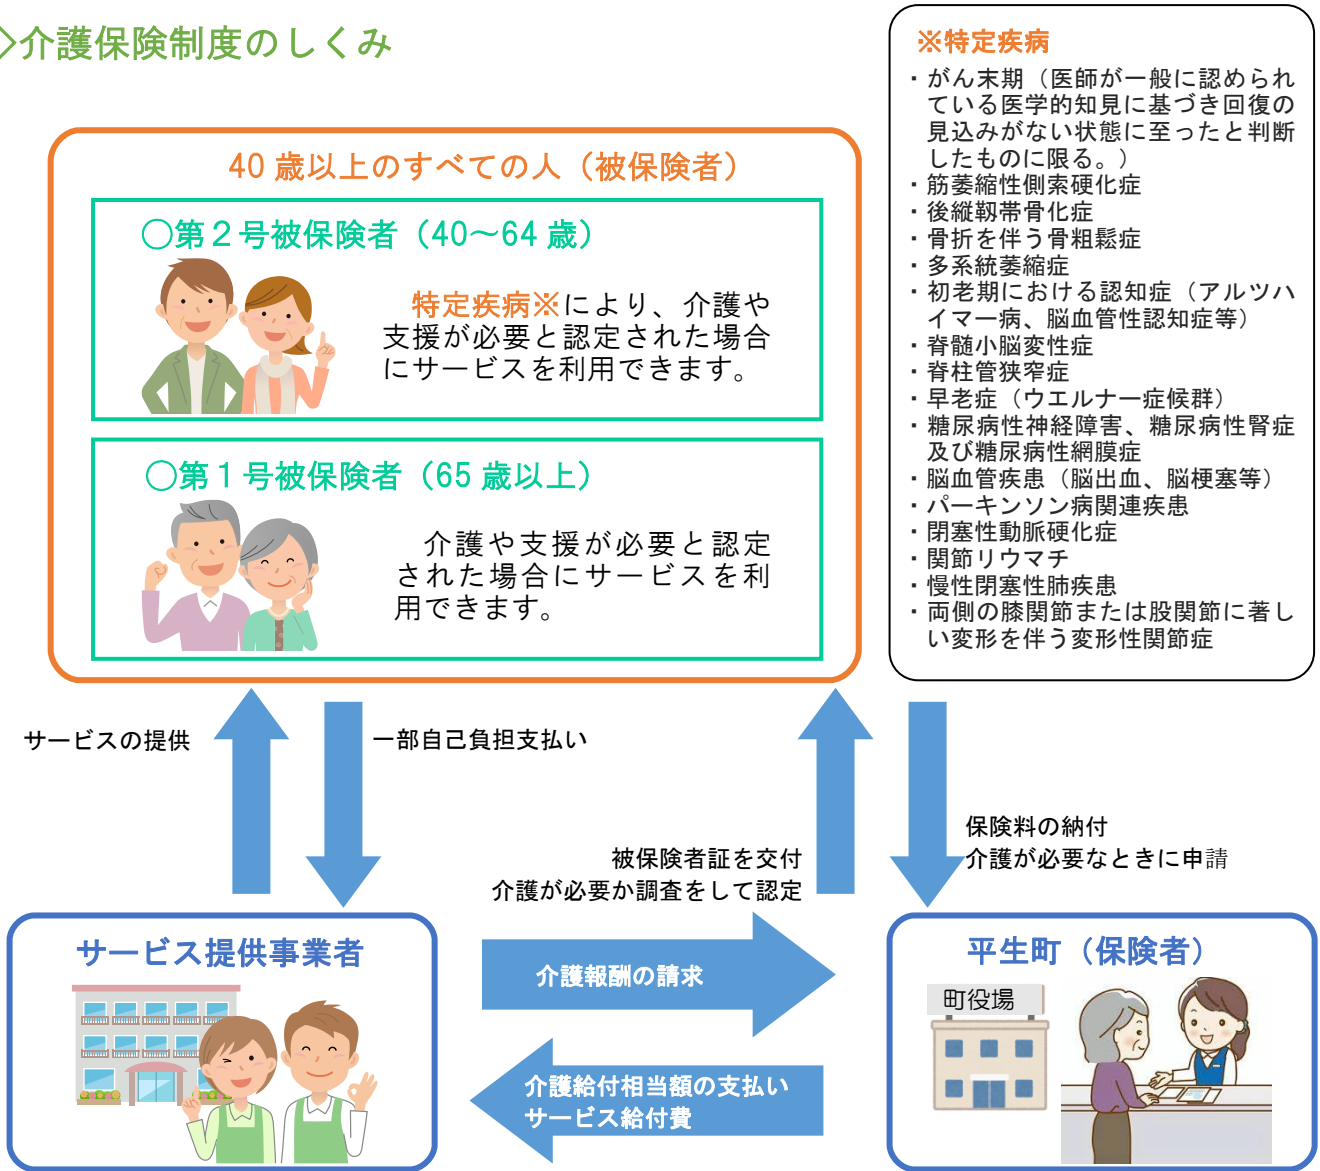 ◇介護保険制度のしくみ
40 歳以上のすべての人（被保険者）
○第２号被保険者（40～64 歳）
特定疾病※により、介護や
支援が必要と認定された場合
にサービスを利用できます。
○第１号被保険者（65 歳以上）
介護や支援が必要と認定
された場合にサービスを利
用できます。
※特定疾病
・がん末期（医師が一般に認められ
ている医学的知見に基づき回復の
見込みがない状態に至ったと判断
したものに限る。）
・筋萎縮性側索硬化症
・後縦靱帯骨化症
・骨折を伴う骨粗鬆症
・多系統萎縮症
・初老期における認知症（アルツハ
イマー病、脳血管性認知症等）
・脊髄小脳変性症
・脊柱管狭窄症
・早老症（ウエルナー症候群）
・糖尿病性神経障害、糖尿病性腎症
及び糖尿病性網膜症
・脳血管疾患（脳出血、脳梗塞等）
・パーキンソン病関連疾患
・閉塞性動脈硬化症
・関節リウマチ
・慢性閉塞性肺疾患
・両側の膝関節または股関節に著し
い変形を伴う変形性関節症
サービスの提供
一部自己負担支払い
被保険者証を交付
介護が必要か調査をして認定
保険料の納付
介護が必要なときに申請
サービス提供事業者
介護報酬の請求
介護給付相当額の支払い
サービス給付費
平生町（保険者）
町役場